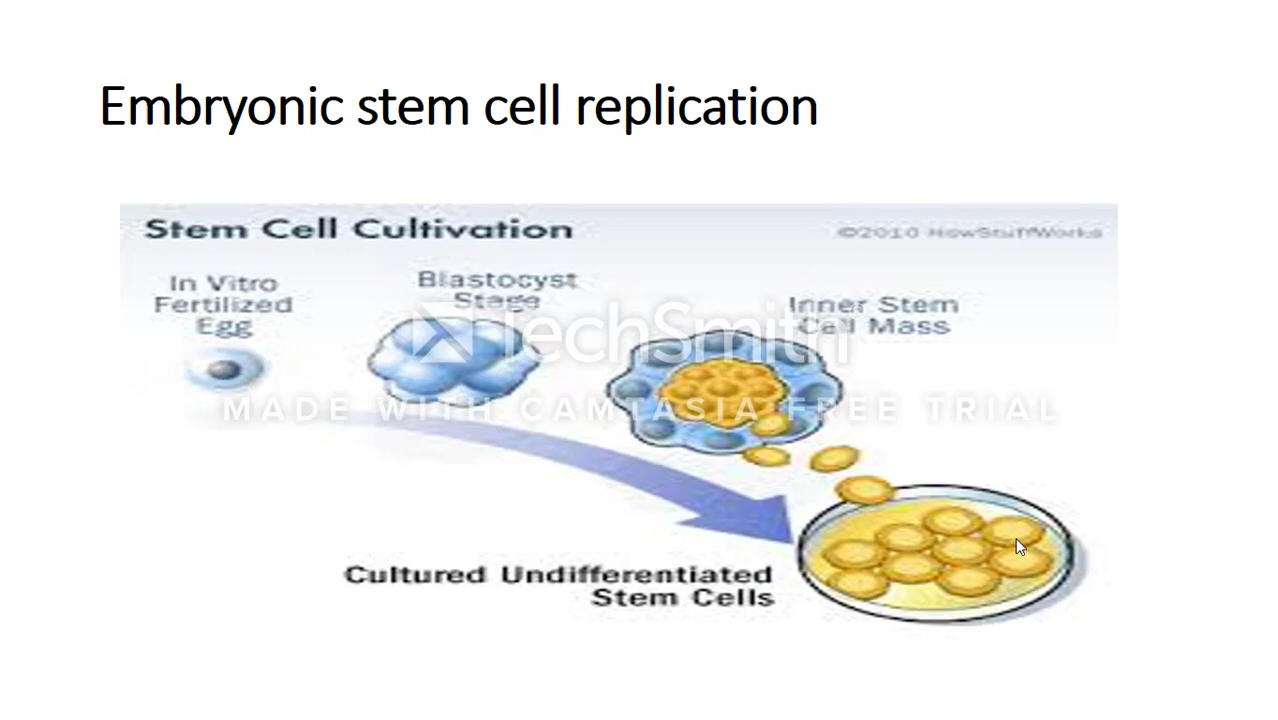 Embryonic stem cell replication
Stem Cell Cultivation
©2010 HowStuffWorks
In Vitro
Fertilized
Egg
Blastocyst
Stage
Inner Stem
Cell Mass
TechSmith
MADE WITH CAMTASIA FREE TRIAL
Cultured Undifferentiated
Stem Cells